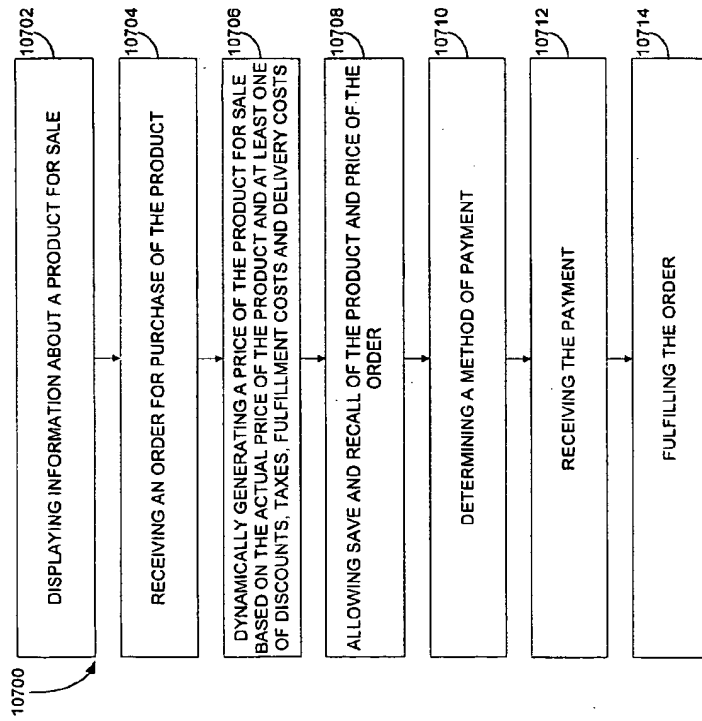 10700
10702
DISPLAYING INFORMATION ABOUT A PRODUCT FOR SALE
10704
RECEIVING AN ORDER FOR PURCHASE OF THE PRODUCT
10706
DYNAMICALLY GENERATING A PRICE OF THE PRODUCT FOR SALE
BASED ON THE ACTUAL PRICE OF THE PRODUCT AND AT LEAST ONE
OF DISCOUNTS, TAXES, FULFILLMENT COSTS AND DELIVERY COSTS
10708
ALLOWING SAVE AND RECALL OF THE PRODUCT AND PRICE OF THE
ORDER
10710
DETERMINING A METHOD OF PAYMENT
10712
RECEIVING THE PAYMENT
10714
FULFILLING THE ORDER